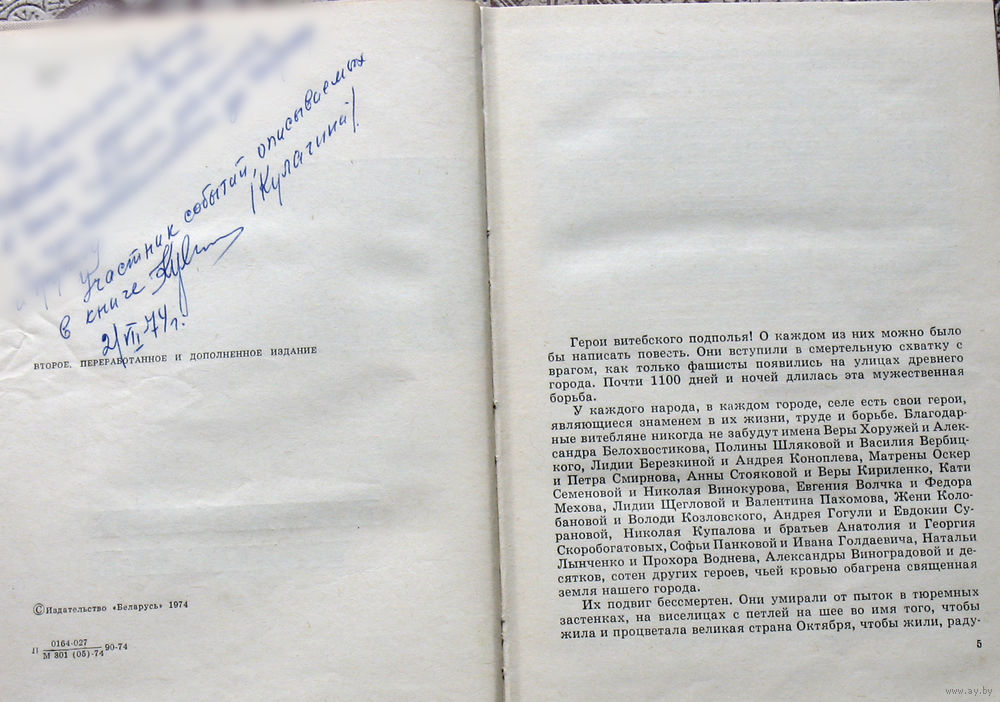 участник событий, описываемых
в книге (Кулагина).
2/VII-74 г.
ВТОРОЕ, ПЕРЕРАБОТАННОЕ И ДОПОЛНЕННОЕ ИЗДАНИЕ
©Издательство «Беларусь» 1974
П 0164-027 90-74
М 301 (05)-74
Герои витебского подполья! О каждом из них можно было
бы написать повесть. Они вступили в смертельную схватку с
врагом, как только фашисты появились на улицах древнего
города. Почти 1100 дней и ночей длилась эта мужественная
борьба.
У каждого народа, в каждом городе, селе есть свои герои,
являющиеся знаменем в их жизни, труде и борьбе. Благодар-
ные витебляне никогда не забудут имена Веры Хоружей и Алек-
сандра Белохвостикова, Полины Шляковой и Василия Вербиц-
кого, Лидии Березкиной и Андрея Коноплева, Матрены Оскер
и Петра Смирнова, Анны Стояковой и Веры Кириленко, Кати
Семеновой и Николая Винокурова, Евгения Волчка и Федора
Мехова, Лидии Щегловой и Валентина Пахомова, Жени Коло-
бановой и Володи Козловского, Андрея Гогули и Евдокии Су-
рановой, Николая Купалова и братьев Анатолия и Георгия
Скоробогатовых, Софьи Панковой и Ивана Голдаевича, Натальи
Лынченко и Прохора Воднева, Александры Виноградовой и де-
сятков, сотен других героев, чьей кровью обагрена священная
земля нашего города.
Их подвиг бессмертен. Они умирали от пыток в тюремных
застенках, на виселицах с петлей на шее во имя того, чтобы
жила и процветала великая страна Октября, чтобы жили, раду-
5
www.ay.by